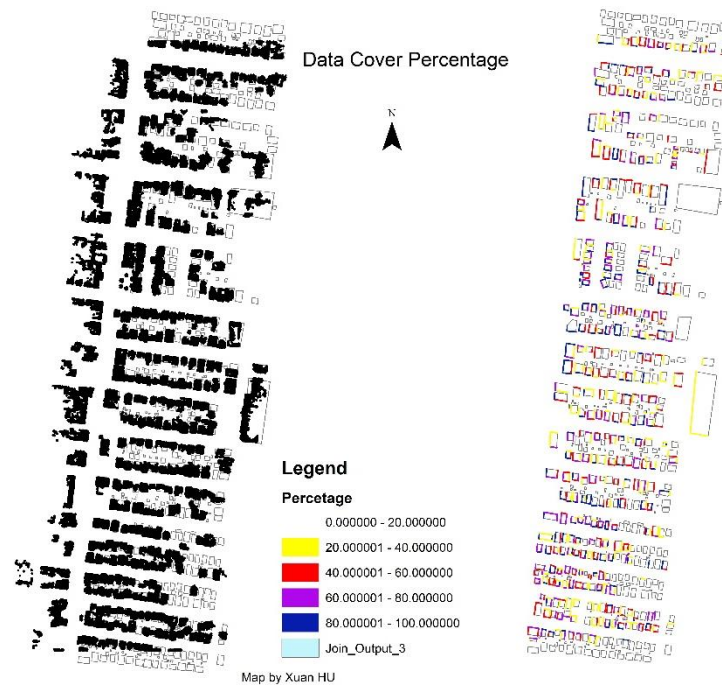 Data Cover Percentage
N
Legend
Percetage
0.000000 - 20.000000
20.000001 - 40.000000
40.000001 - 60.000000
60.000001 - 80.000000
80.000001 - 100.000000
Join_Output_3
Map by Xuan HU